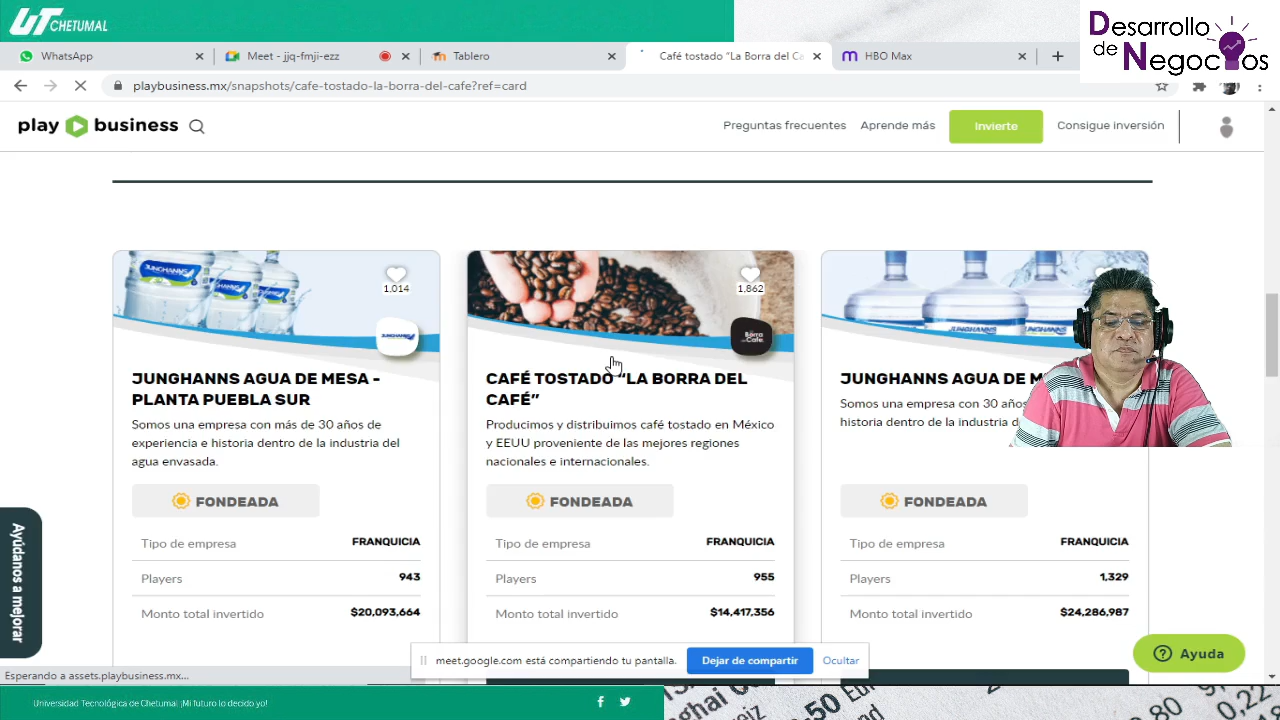 UT CHETUMAL
Desarrollo
de Negocios
WhatsApp
Meet - jjq-fmji-ezz
Tablero
Café tostado “La Borra del Ca
HBO Max
playbusiness.mx/snapshots/cafe-tostado-la-borra-del-cafe?ref=card
play business
Preguntas frecuentes
Aprende más
Invierte
Consigue inversión
1,014
1,862
JUNGHANNS
la Borra del Café.
JUNGHANNS AGUA DE MESA -
PLANTA PUEBLA SUR
Somos una empresa con más de 30 años de
experiencia e historia dentro de la industria del
agua envasada.
FONDEADA
Tipo de empresa FRANQUICIA
Players 943
Monto total invertido $20,093,664
CAFÉ TOSTADO “LA BORRA DEL
CAFÉ”
Producimos y distribuimos café tostado en México
y EEUU proveniente de las mejores regiones
nacionales e internacionales.
FONDEADA
Tipo de empresa FRANQUICIA
Players 955
Monto total invertido $14,417,356
JUNGHANNS AGUA DE M
Somos una empresa con 30 año
historia dentro de la industria d
FONDEADA
Tipo de empresa FRANQUICIA
Players 1,329
Monto total invertido $24,286,987
Ayúdanos a mejorar
meet.google.com está compartiendo tu pantalla.
Dejar de compartir
Ocultar
Ayuda
Esperando a assets.playbusiness.mx...
Universidad Tecnológica de Chetumal ¡Mi futuro lo decido yo!